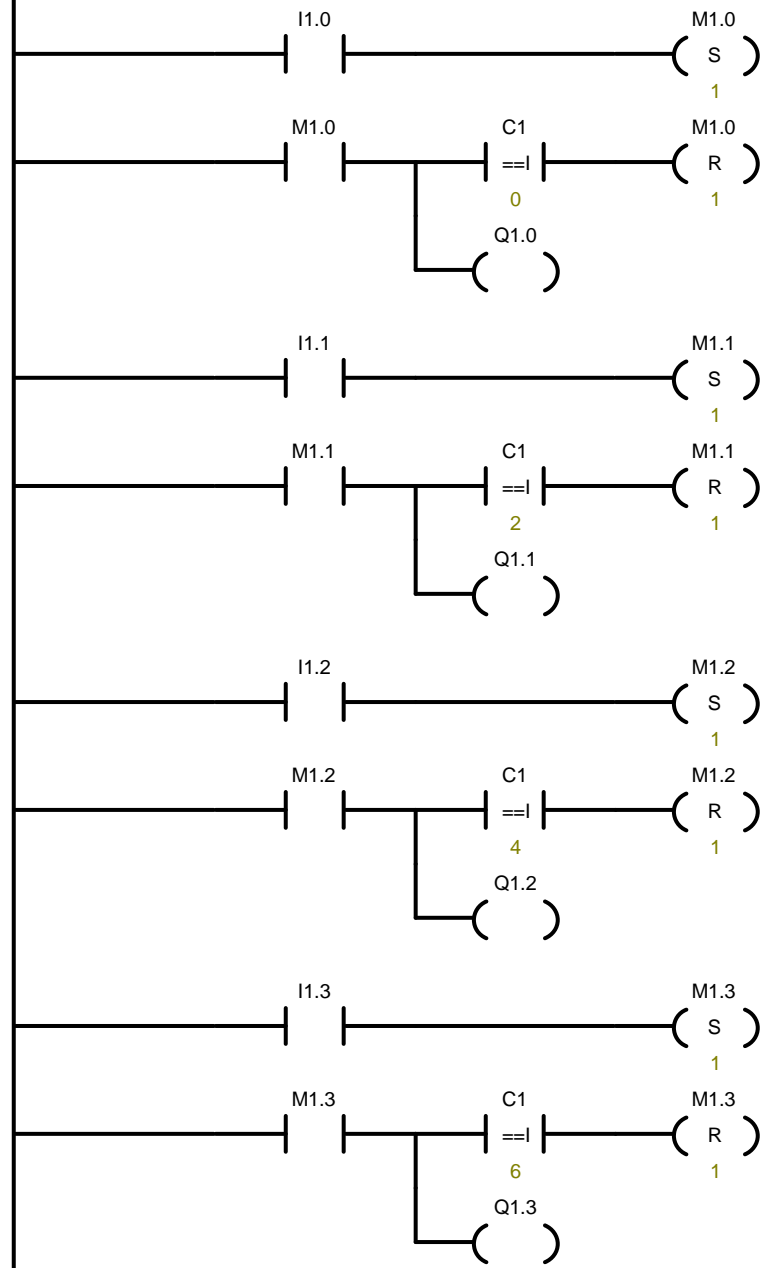 I1.0 M1.0
S
1
M1.0 C1 M1.0
==I R
0 1
Q1.0
I1.1 M1.1
S
1
M1.1 C1 M1.1
==I R
2 1
Q1.1
I1.2 M1.2
S
1
M1.2 C1 M1.2
==I R
4 1
Q1.2
I1.3 M1.3
S
1
M1.3 C1 M1.3
==I R
6 1
Q1.3